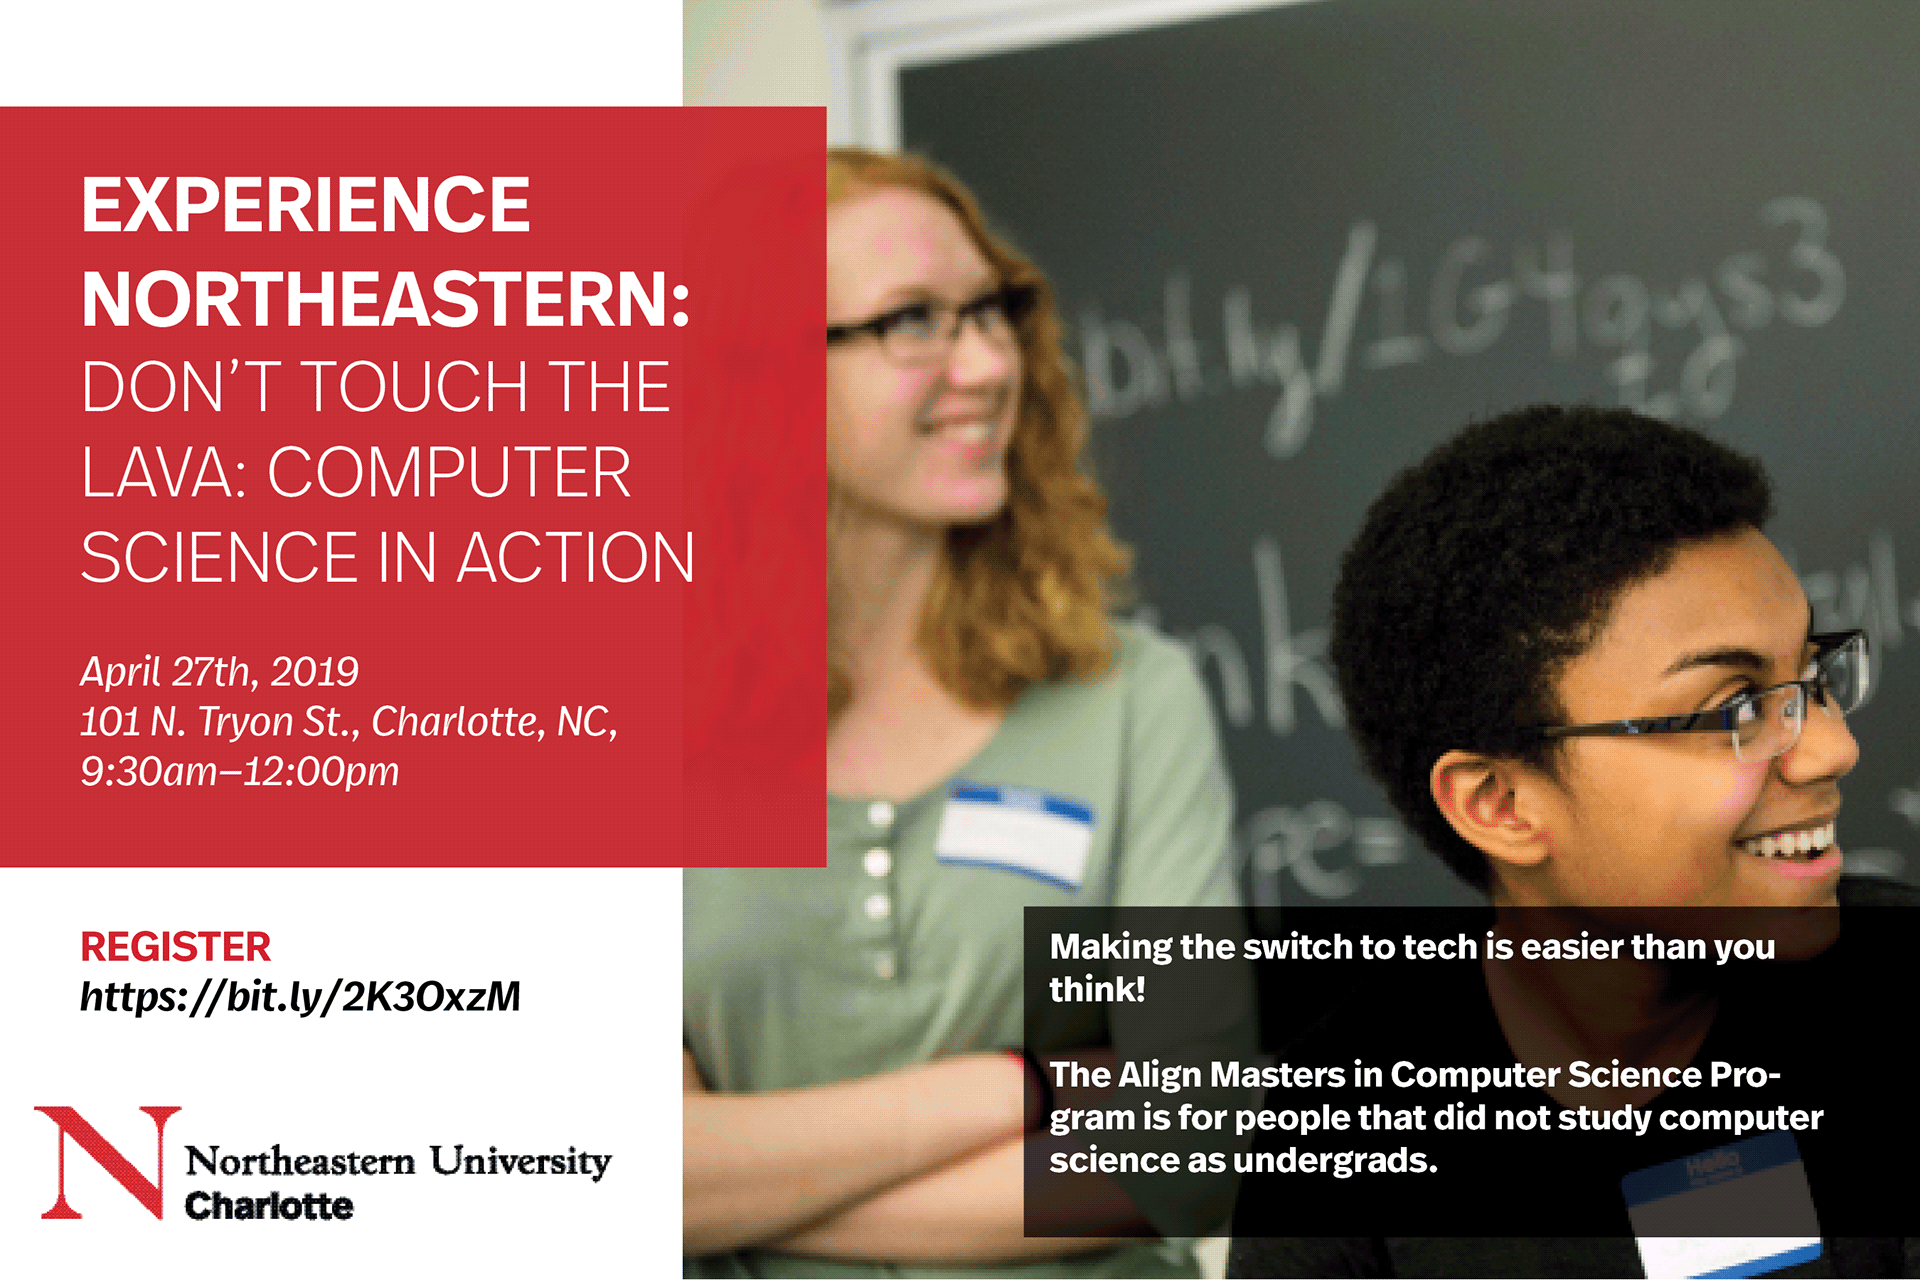 EXPERIENCE
NORTHEASTERN:
DON’T TOUCH THE
LAVA: COMPUTER
SCIENCE IN ACTION
April 27th, 2019
101 N. Tryon St., Charlotte, NC,
9:30am–12:00pm
REGISTER
https://bit.ly/2K3OxzM
Northeastern University
Charlotte
Making the switch to tech is easier than you
think!
The Align Masters in Computer Science Pro-
gram is for people that did not study computer
science as undergrads.
Hello